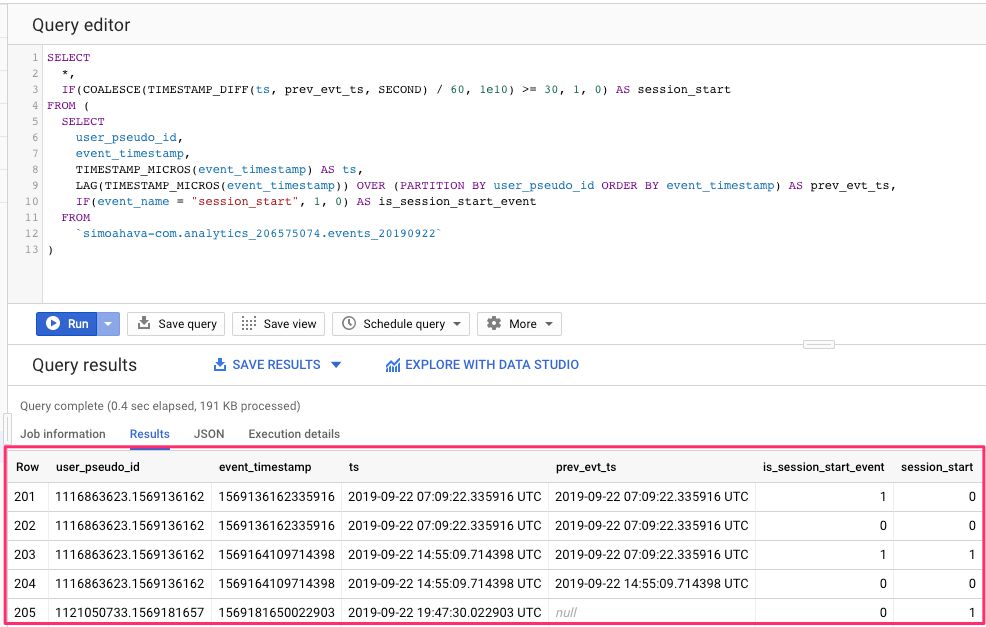 Query editor
1 SELECT
2 *,
3 IF(COALESCE(TIMESTAMP_DIFF(ts, prev_evt_ts, SECOND) / 60, 1e10) >= 30, 1, 0) AS session_start
4 FROM (
5 SELECT
6 user_pseudo_id,
7 event_timestamp,
8 TIMESTAMP_MICROS(event_timestamp) AS ts,
9 LAG(TIMESTAMP_MICROS(event_timestamp)) OVER (PARTITION BY user_pseudo_id ORDER BY event_timestamp) AS prev_evt_ts,
10 IF(event_name = "session_start", 1, 0) AS is_session_start_event
11 FROM
12 `simoahava-com.analytics_206575074.events_20190922`
13 )
Run Save query Save view Schedule query More
Query results SAVE RESULTS EXPLORE WITH DATA STUDIO
Query complete (0.4 sec elapsed, 191 KB processed)
Job information Results JSON Execution details
Row user_pseudo_id event_timestamp ts prev_evt_ts is_session_start_event session_start
201 1116863623.1569136162 1569136162335916 2019-09-22 07:09:22.335916 UTC 2019-09-22 07:09:22.335916 UTC 1 0
202 1116863623.1569136162 1569136162335916 2019-09-22 07:09:22.335916 UTC 2019-09-22 07:09:22.335916 UTC 0 0
203 1116863623.1569136162 1569164109714398 2019-09-22 14:55:09.714398 UTC 2019-09-22 07:09:22.335916 UTC 1 1
204 1116863623.1569136162 1569164109714398 2019-09-22 14:55:09.714398 UTC 2019-09-22 14:55:09.714398 UTC 0 0
205 1121050733.1569181657 1569181650022903 2019-09-22 19:47:30.022903 UTC null 0 1